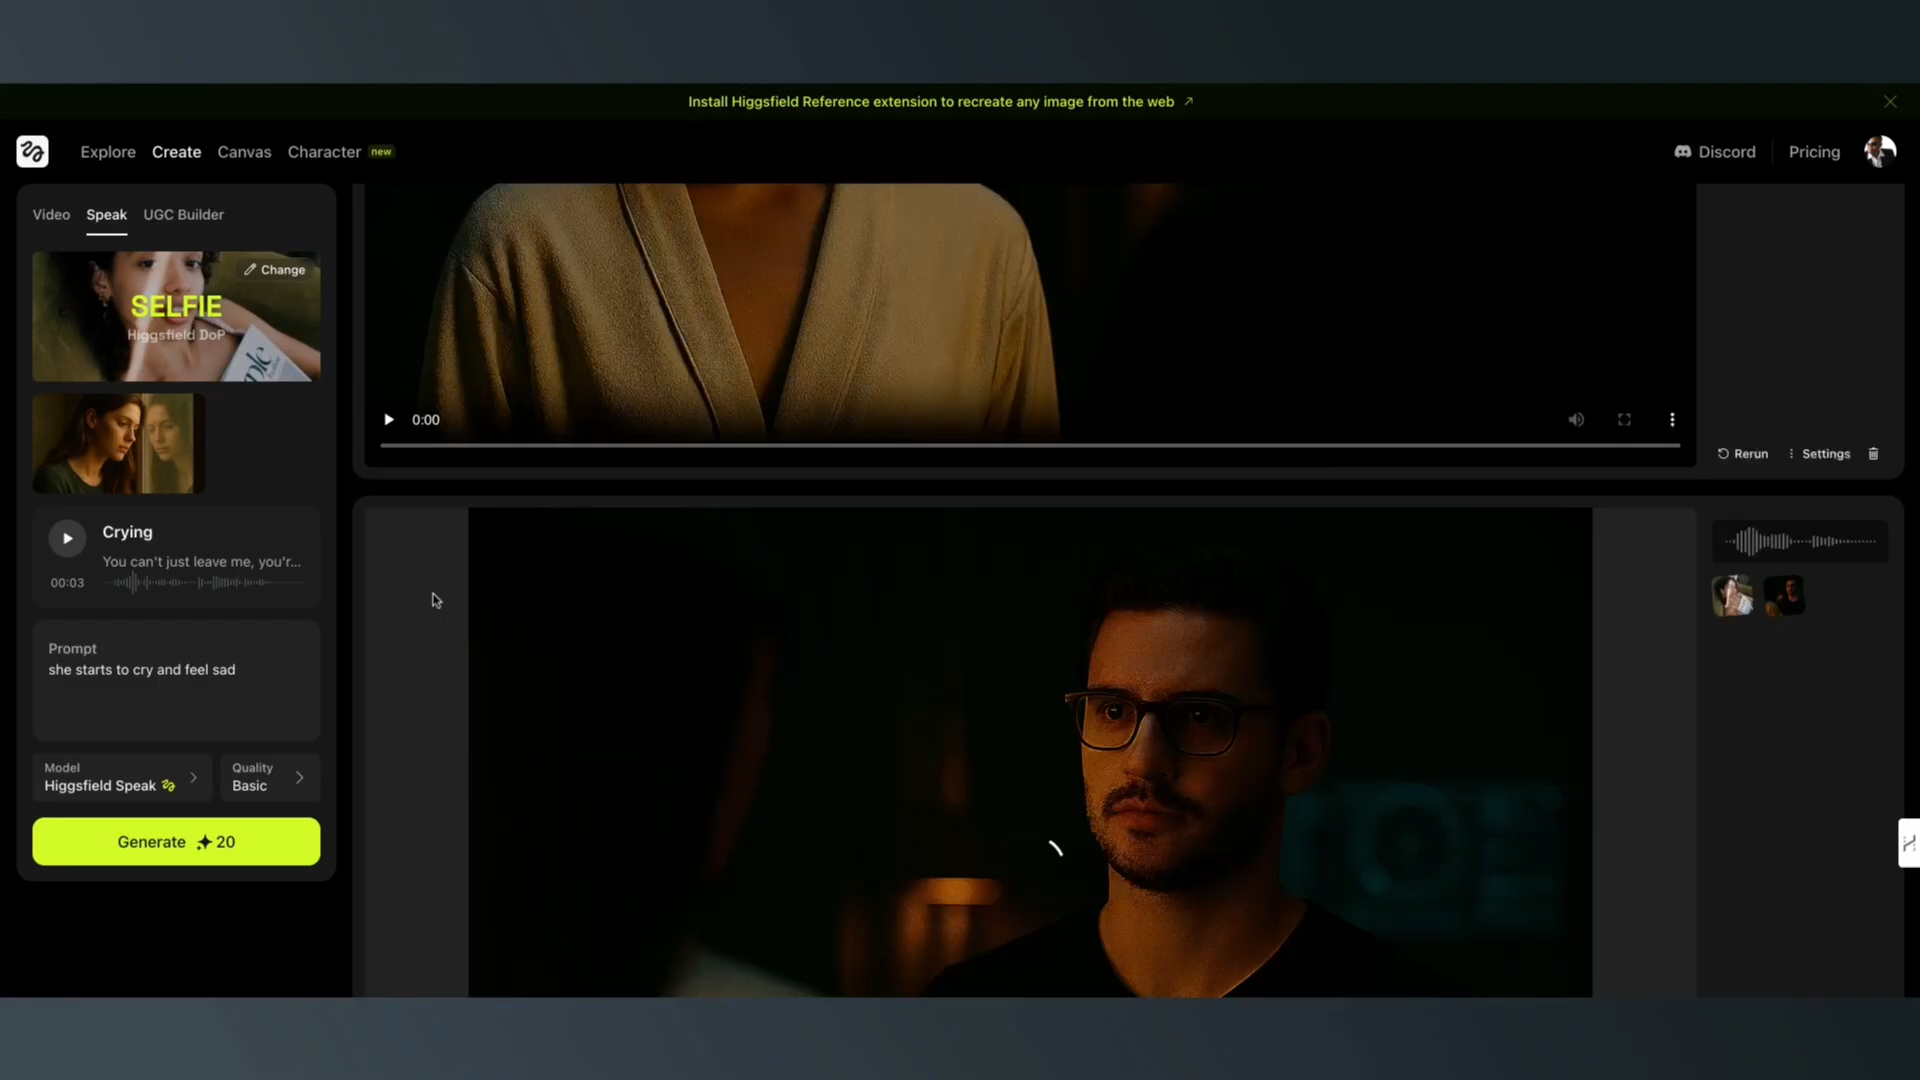 Install Higgsfield Reference extension to recreate any image from the web ↗
Explore Create Canvas Character new
Discord Pricing
Video Speak UGC Builder
Change
SELFIE
Higgsfield DoP
Crying
You can't just leave me, you'r...
00:03
Prompt
she starts to cry and feel sad
Model
Higgsfield Speak
Quality
Basic
Generate 20
0:00
Rerun Settings